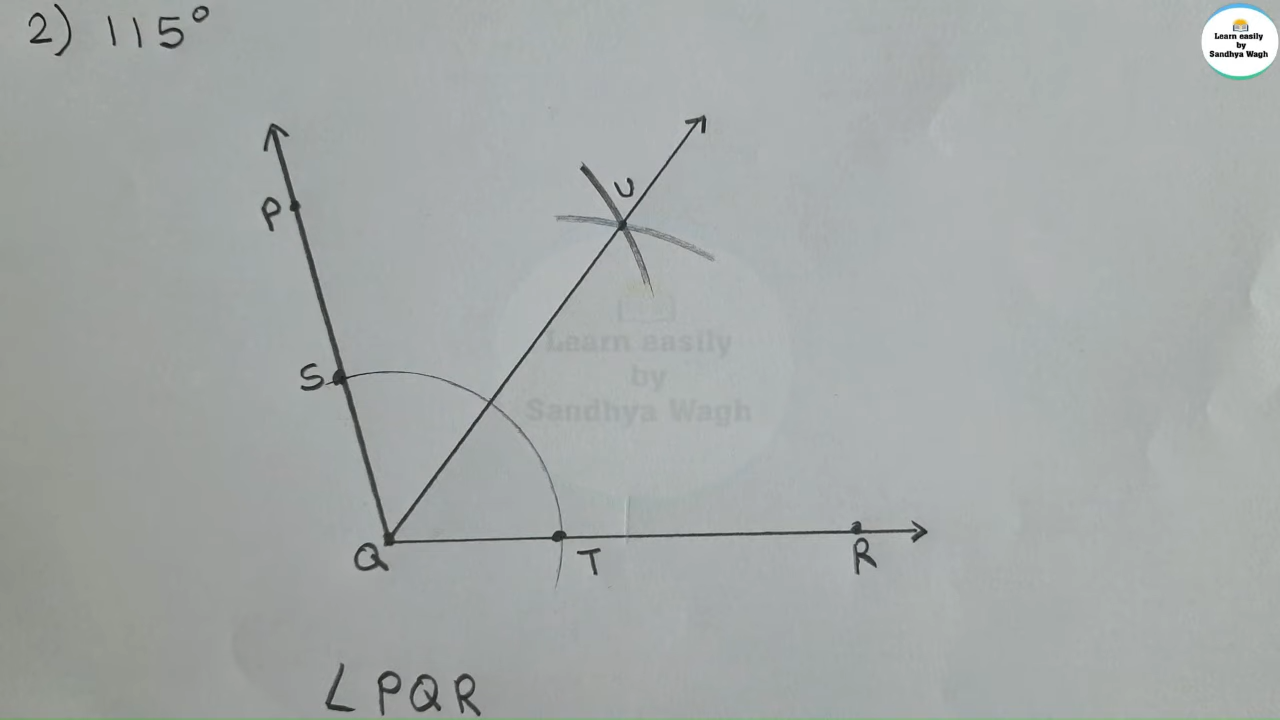 2) 115°
Learn easily
by
Sandhya Wagh
P
U
S
Learn easily
by
Sandhya Wagh
Q
T
R
∠PQR